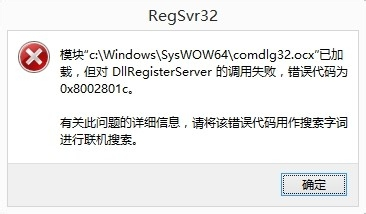 RegSvr32
模块“c:\Windows\SysWOW64\comdlg32.ocx”已加
载，但对 DllRegisterServer 的调用失败，错误代码为
0x8002801c。
有关此问题的详细信息，请将该错误代码用作搜索字词
进行联机搜索。
确定